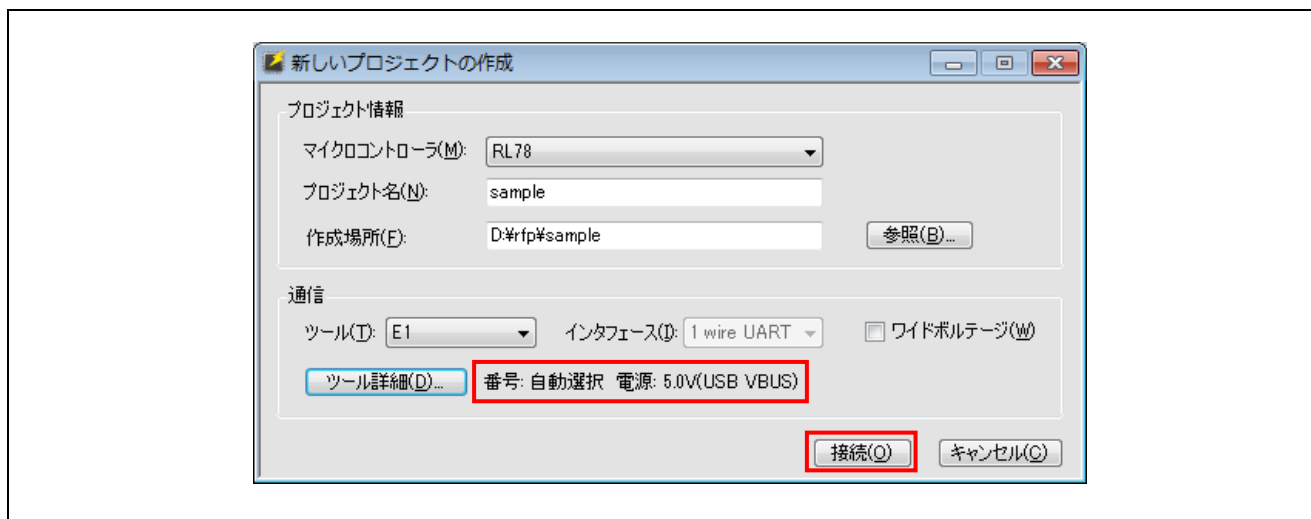 新しいプロジェクトの作成
プロジェクト情報
マイクロコントローラ(M): RL78
プロジェクト名(N): sample
作成場所(F): D:¥rfp¥sample 参照(B)...
通信
ツール(T): E1 インタフェース(I): 1 wire UART ワイドボルテージ(W)
ツール詳細(D)... 番号: 自動選択 電源: 5.0V(USB VBUS)
接続(O) キャンセル(C)